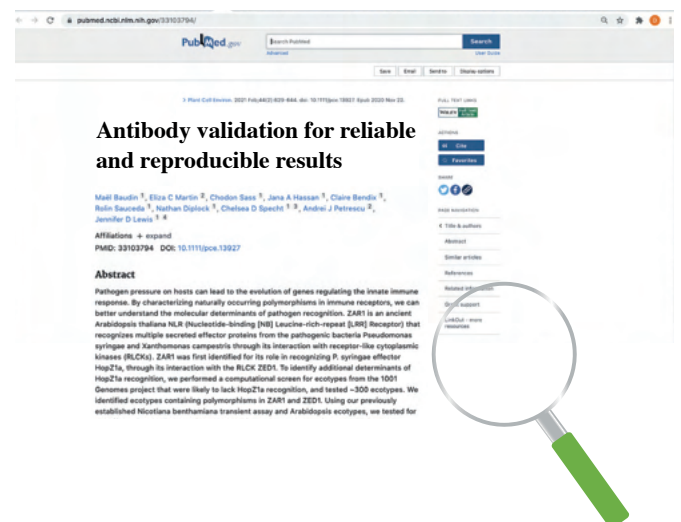 pubmed.ncbi.nlm.nih.gov/33103794/
PubMed.gov
Search PubMed
Search
Advanced
User Guide
Save Email Send to Display options
Plant Cell Environ. 2021 Feb;44(2):629-644. doi: 10.1111/pce.13927. Epub 2020 Nov 22.
FULL TEXT LINKS
Antibody validation for reliable
and reproducible results
WILEY
ACTIONS
Cite
Favorites
SHARE
Maël Baudin 1, Eliza C Martin 2, Chodon Sass 1, Jana A Hassan 1, Claire Bendix 1,
Rolin Sauceda 1, Nathan Diplock 1, Chelsea D Specht 1 3, Andrei J Petrescu 2,
Jennifer D Lewis 1 4
PAGE NAVIGATION
Affiliations + expand
PMID: 33103794 DOI: 10.1111/pce.13927
Title & authors
Abstract
Similar articles
References
Related information
Grant support
LinkOut - more
resources
Abstract
Pathogen pressure on hosts can lead to the evolution of genes regulating the innate immune
response. By characterizing naturally occurring polymorphisms in immune receptors, we can
better understand the molecular determinants of pathogen recognition. ZAR1 is an ancient
Arabidopsis thaliana NLR (Nucleotide-binding [NB] Leucine-rich-repeat [LRR] Receptor) that
recognizes multiple secreted effector proteins from the pathogenic bacteria Pseudomonas
syringae and Xanthomonas campestris through its interaction with receptor-like cytoplasmic
kinases (RLCKs). ZAR1 was first identified for its role in recognizing P. syringae effector
HopZ1a, through its interaction with the RLCK ZED1. To identify additional determinants of
HopZ1a recognition, we performed a computational screen for ecotypes from the 1001
Genomes project that were likely to lack HopZ1a recognition, and tested ~300 ecotypes. We
identified ecotypes containing polymorphisms in ZAR1 and ZED1. Using our previously
established Nicotiana benthamiana transient assay and Arabidopsis ecotypes, we tested for